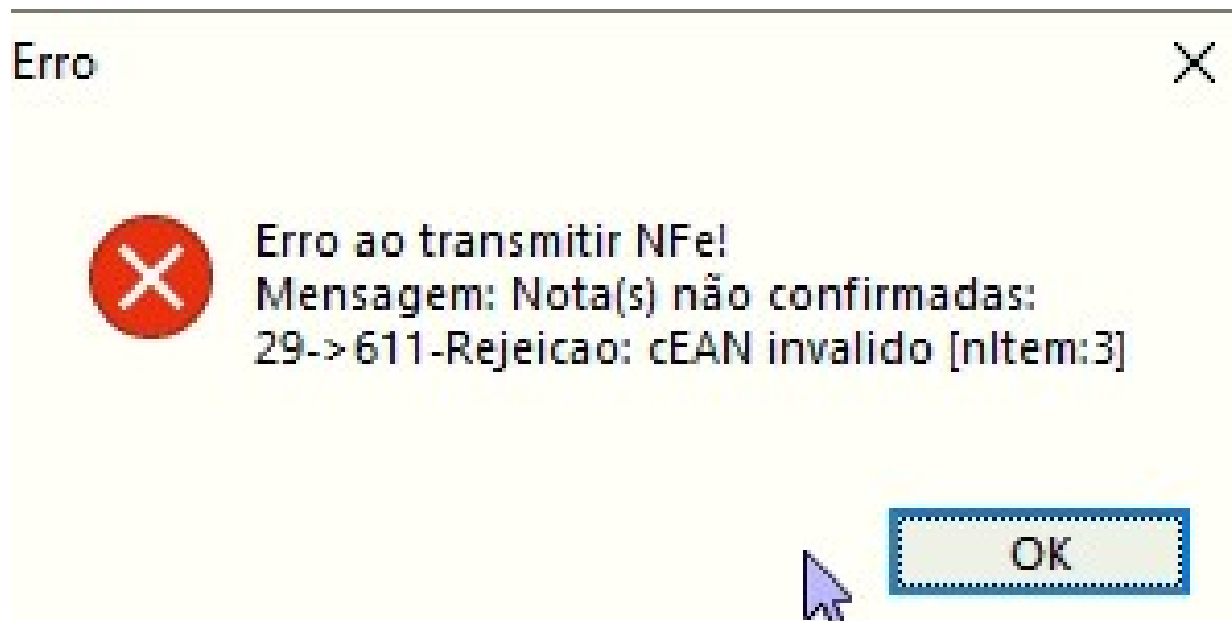 Erro
Erro ao transmitir NFe!
Mensagem: Nota(s) não confirmadas:
29->611-Rejeicao: cEAN invalido [nItem:3]
OK